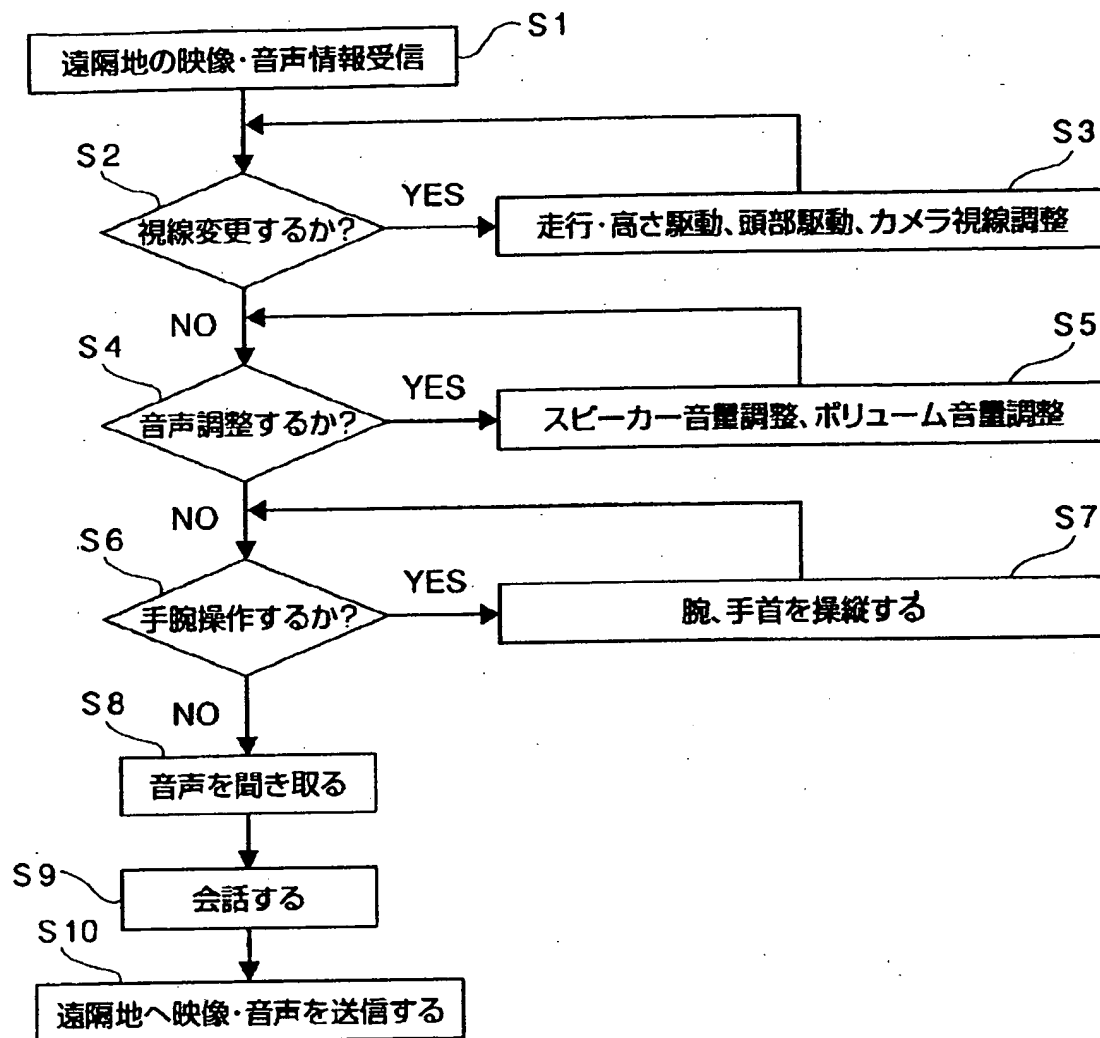 S1
遠隔地の映像・音声情報受信
S2
視線変更するか?
YES
S3
走行・高さ駆動、頭部駆動、カメラ視線調整
NO
S4
音声調整するか?
YES
S5
スピーカー音量調整、ボリューム音量調整
NO
S6
手腕操作するか?
YES
S7
腕、手首を操縦する
NO
S8
音声を聞き取る
S9
会話する
S10
遠隔地へ映像・音声を送信する